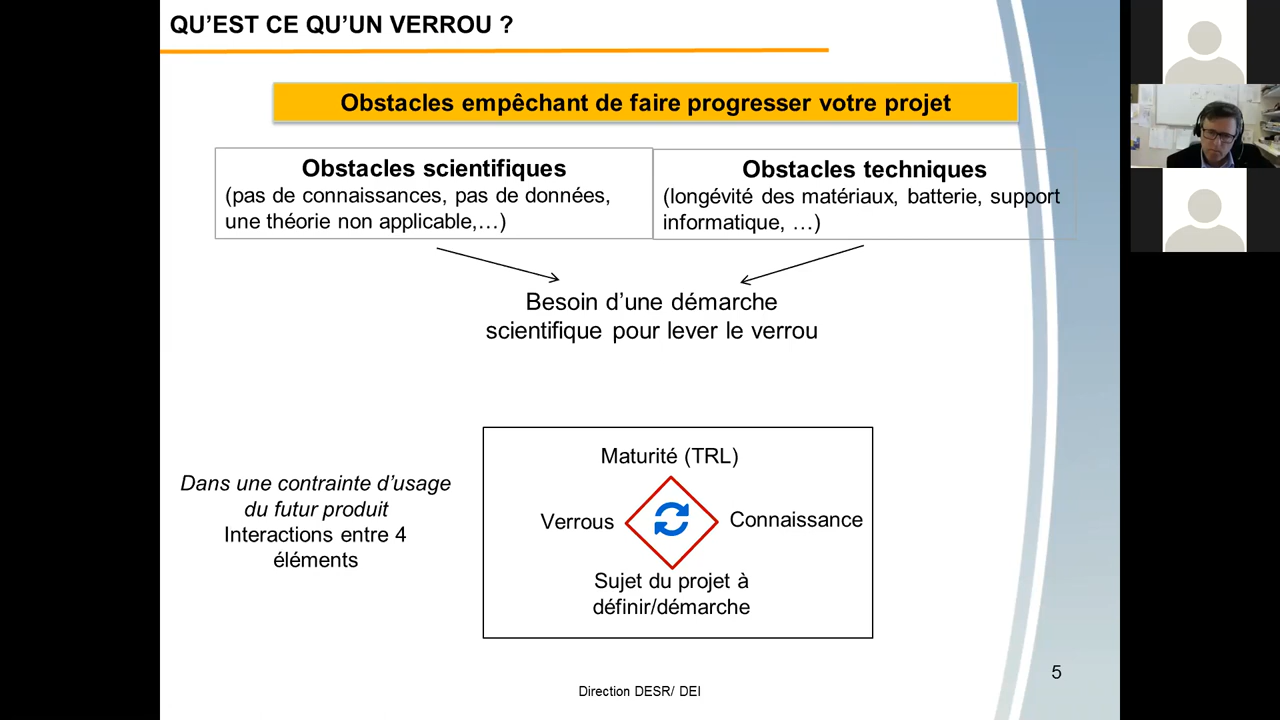 QU'EST CE QU'UN VERROU ?
Obstacles empêchant de faire progresser votre projet
Obstacles scientifiques
(pas de connaissances, pas de données,
une théorie non applicable,…)
Obstacles techniques
(longévité des matériaux, batterie, support
informatique, …)
Besoin d'une démarche
scientifique pour lever le verrou
Dans une contrainte d'usage
du futur produit
Interactions entre 4
éléments
Maturité (TRL)
Verrous
Connaissance
Sujet du projet à
définir/démarche
5
Direction DESR/ DEI